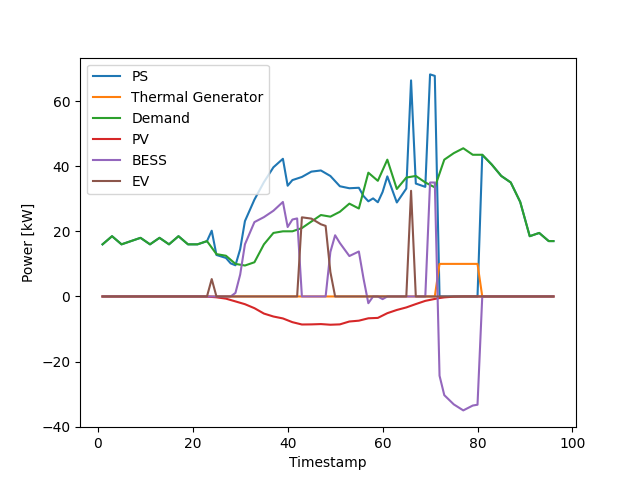 PS
Thermal Generator
Demand
PV
BESS
EV
Power [kW]
60
40
20
0
−20
−40
0 20 40 60 80 100
Timestamp